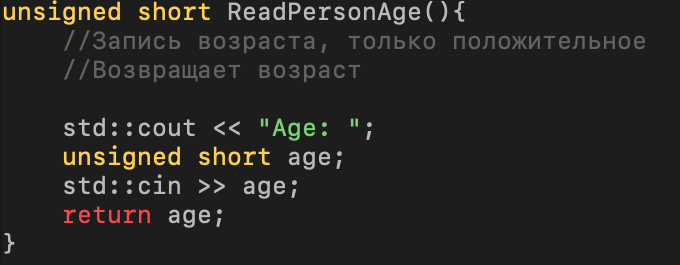 unsigned short ReadPersonAge(){
//Запись возраста, только положительное
//Возвращает возраст
std::cout << "Age: ";
unsigned short age;
std::cin >> age;
return age;
}